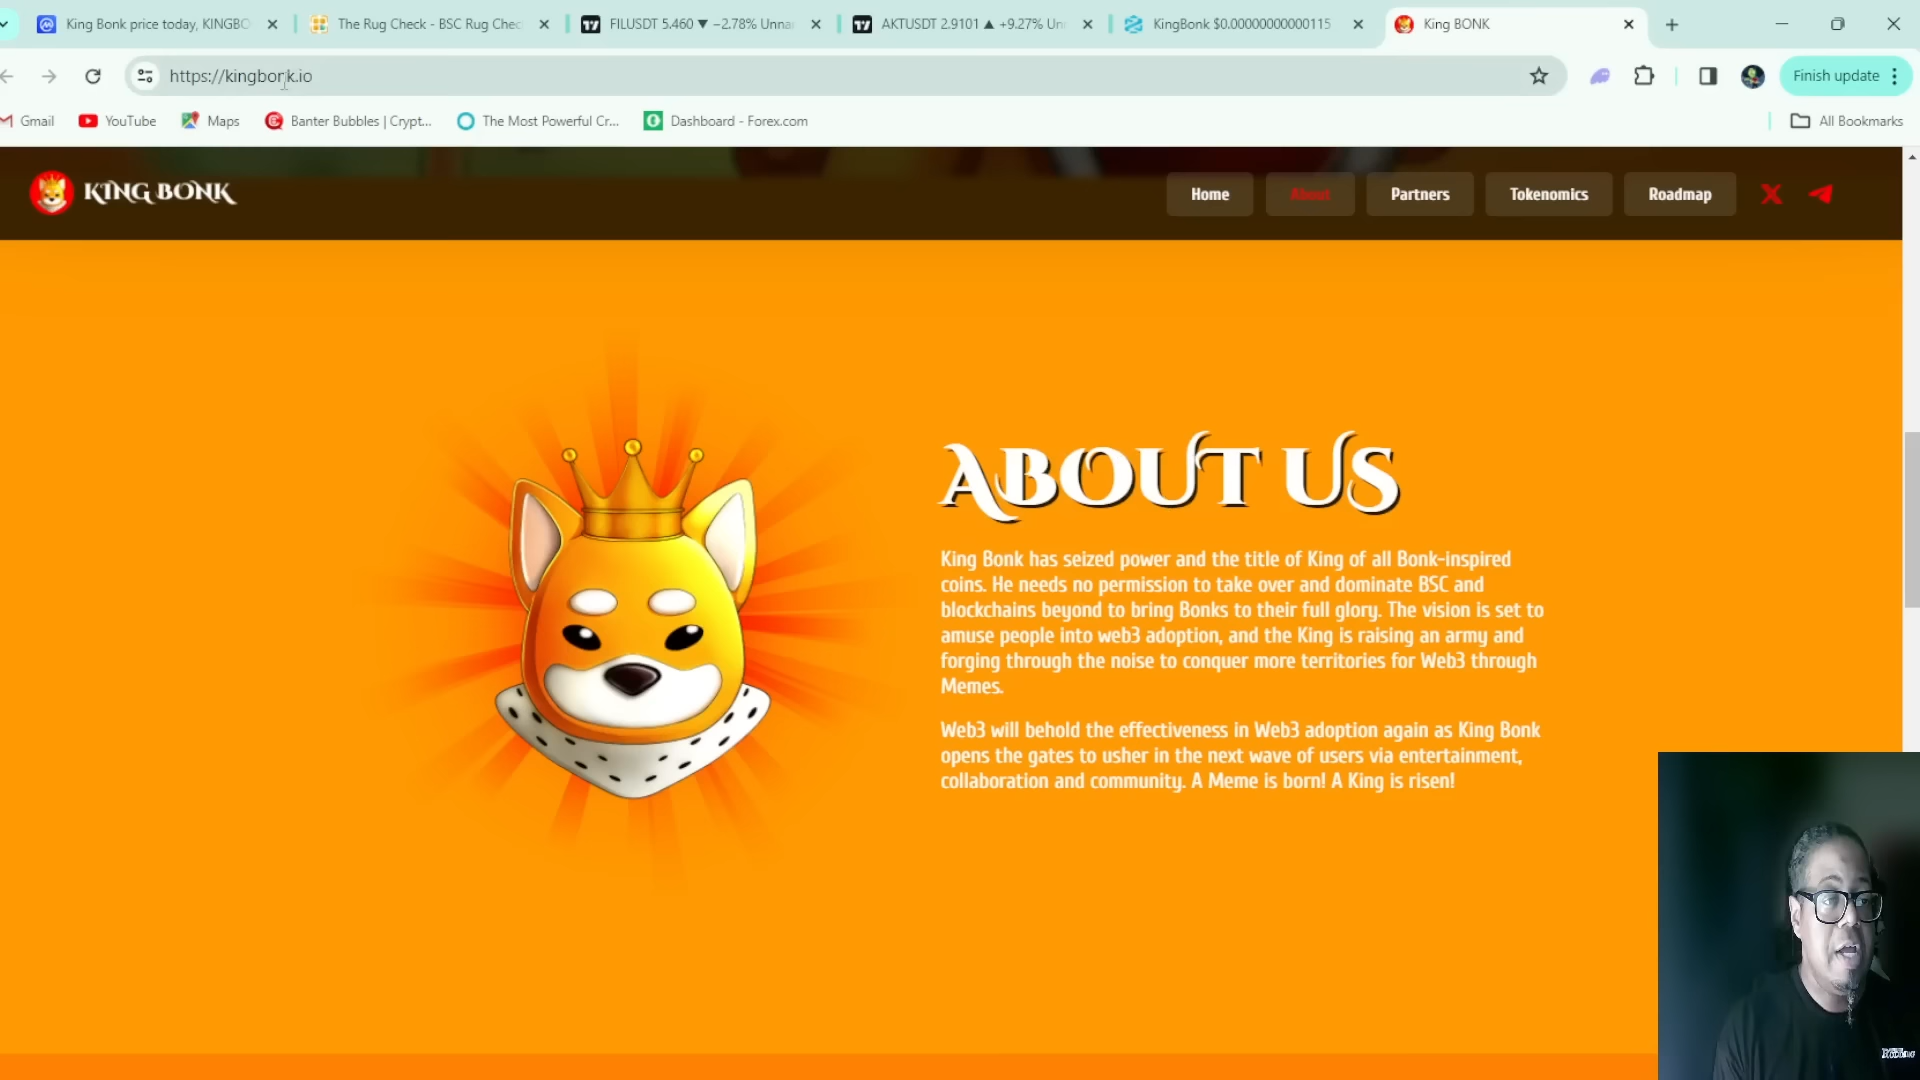 King Bonk price today, KINGBO
The Rug Check - BSC Rug Chec
FILUSDT 5.460 ▼ −2.78% Unna
AKTUSDT 2.9101 ▲ +9.27% Un
KingBonk $0.00000000000115
King BONK
https://kingbonk.io
Finish update
Gmail
YouTube
Maps
Banter Bubbles | Crypt...
The Most Powerful Cr...
Dashboard - Forex.com
All Bookmarks
KING BONK
Home
About
Partners
Tokenomics
Roadmap
ABOUT US
King Bonk has seized power and the title of King of all Bonk-inspired
coins. He needs no permission to take over and dominate BSC and
blockchains beyond to bring Bonks to their full glory. The vision is set to
amuse people into web3 adoption, and the King is raising an army and
forging through the noise to conquer more territories for Web3 through
Memes.
Web3 will behold the effectiveness in Web3 adoption again as King Bonk
opens the gates to usher in the next wave of users via entertainment,
collaboration and community. A Meme is born! A King is risen!